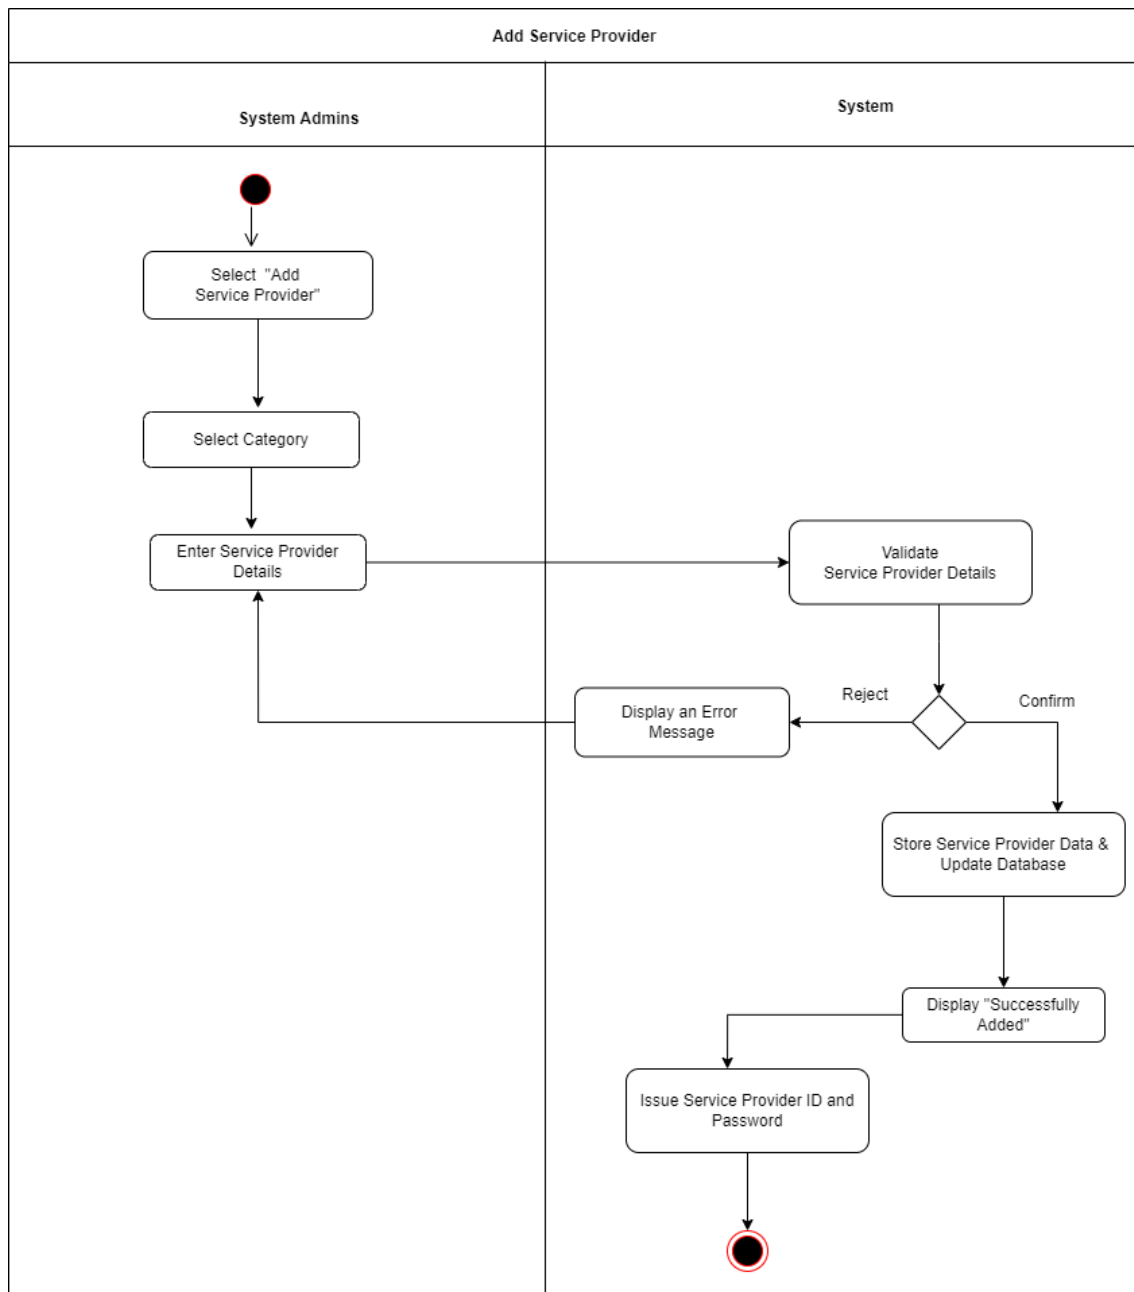 Add Service Provider
System Admins
System
Select "Add
Service Provider"
Select Category
Enter Service Provider
Details
Validate
Service Provider Details
Reject
Confirm
Display an Error
Message
Store Service Provider Data &
Update Database
Display "Successfully
Added"
Issue Service Provider ID and
Password